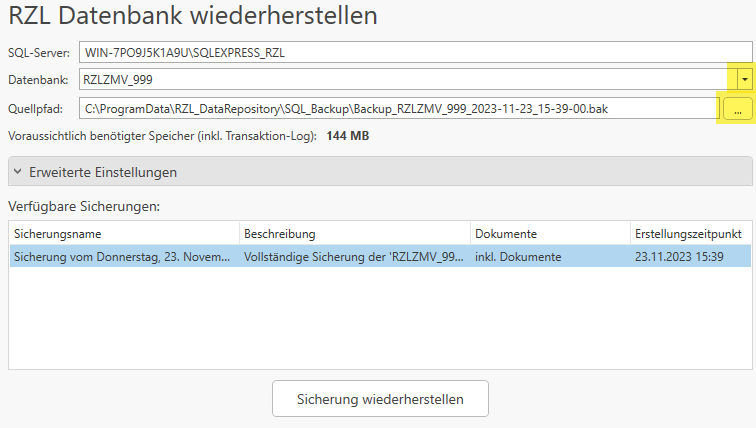 RZL Datenbank wiederherstellen
SQL-Server: WIN-7PO9J5K1A9U\SQLEXPRESS_RZL
Datenbank: RZLZMV_999
Quellpfad: C:\ProgramData\RZL_DataRepository\SQL_Backup\Backup_RZLZMV_999_2023-11-23_15-39-00.bak ...
Voraussichtlich benötigter Speicher (inkl. Transaktion-Log): 144 MB
Erweiterte Einstellungen
Verfügbare Sicherungen:
Sicherungsname Beschreibung Dokumente Erstellungszeitpunkt
Sicherung vom Donnerstag, 23. Novem... Vollständige Sicherung der 'RZLZMV_99... inkl. Dokumente 23.11.2023 15:39
Sicherung wiederherstellen